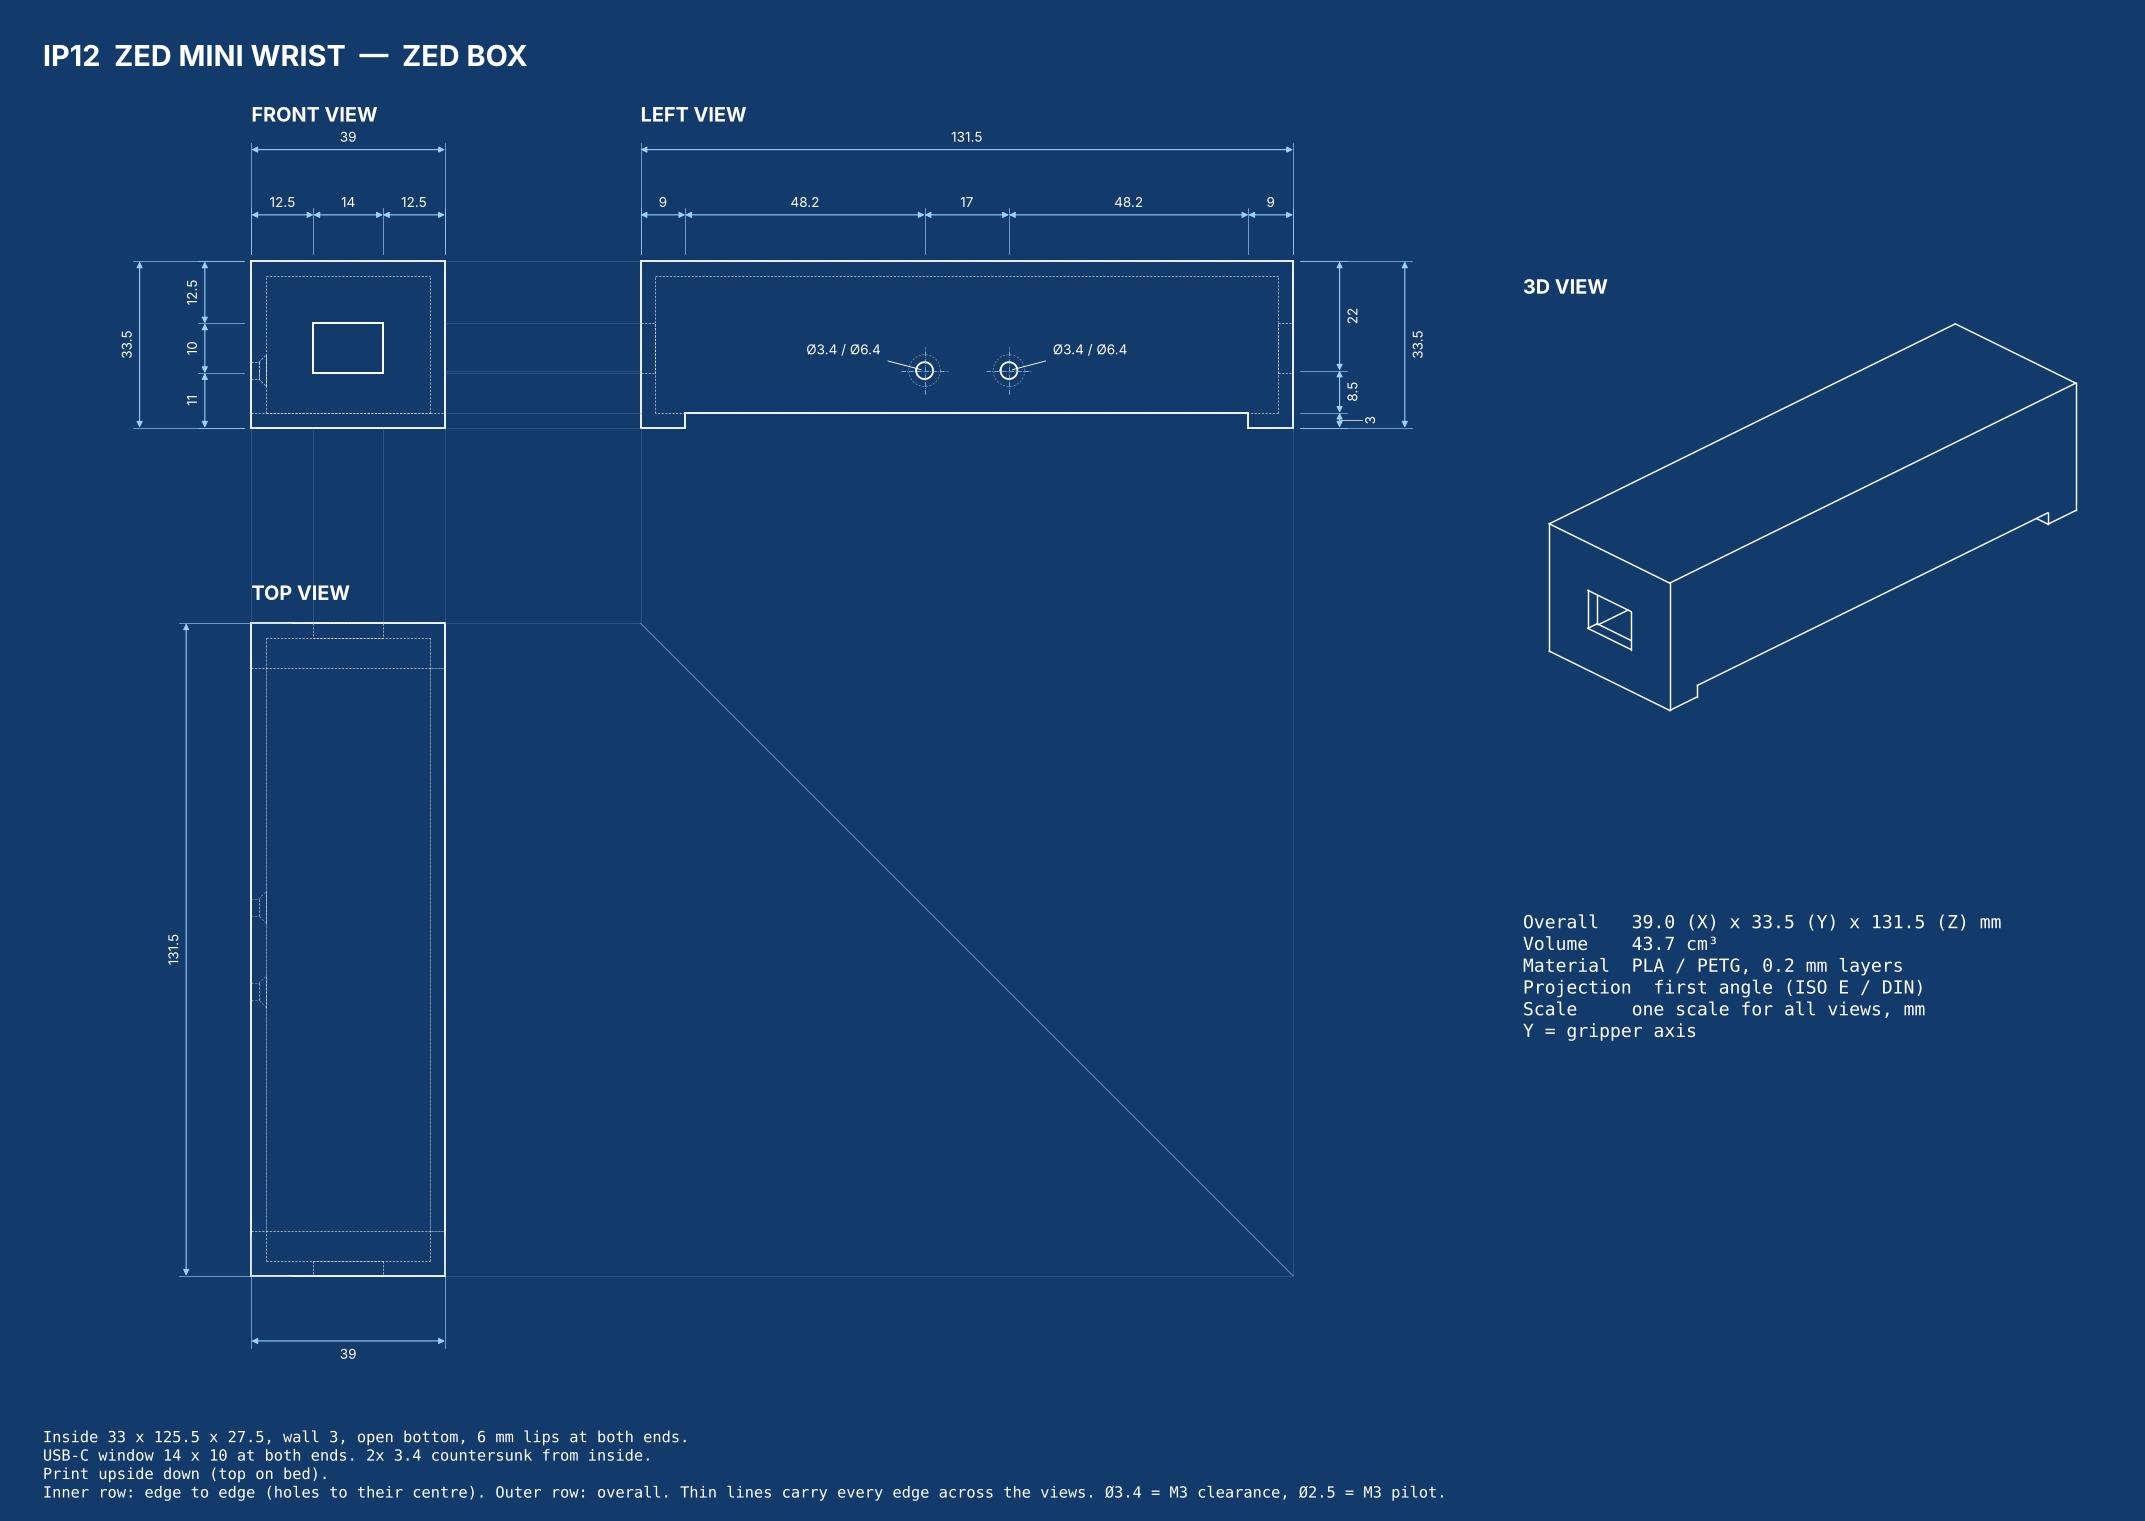 IP12 ZED MINI WRIST — ZED BOX
FRONT VIEW
LEFT VIEW
39
131.5
12.5
14
12.5
9
48.2
17
48.2
9
12.5
10
11
33.5
Ø3.4 / Ø6.4
Ø3.4 / Ø6.4
22
8.5
3
33.5
3D VIEW
TOP VIEW
131.5
39
Overall 39.0 (X) x 33.5 (Y) x 131.5 (Z) mm
Volume 43.7 cm³
Material PLA / PETG, 0.2 mm layers
Projection first angle (ISO E / DIN)
Scale one scale for all views, mm
Y = gripper axis
Inside 33 x 125.5 x 27.5, wall 3, open bottom, 6 mm lips at both ends.
USB-C window 14 x 10 at both ends. 2x 3.4 countersunk from inside.
Print upside down (top on bed).
Inner row: edge to edge (holes to their centre). Outer row: overall. Thin lines carry every edge across the views. Ø3.4 = M3 clearance, Ø2.5 = M3 pilot.